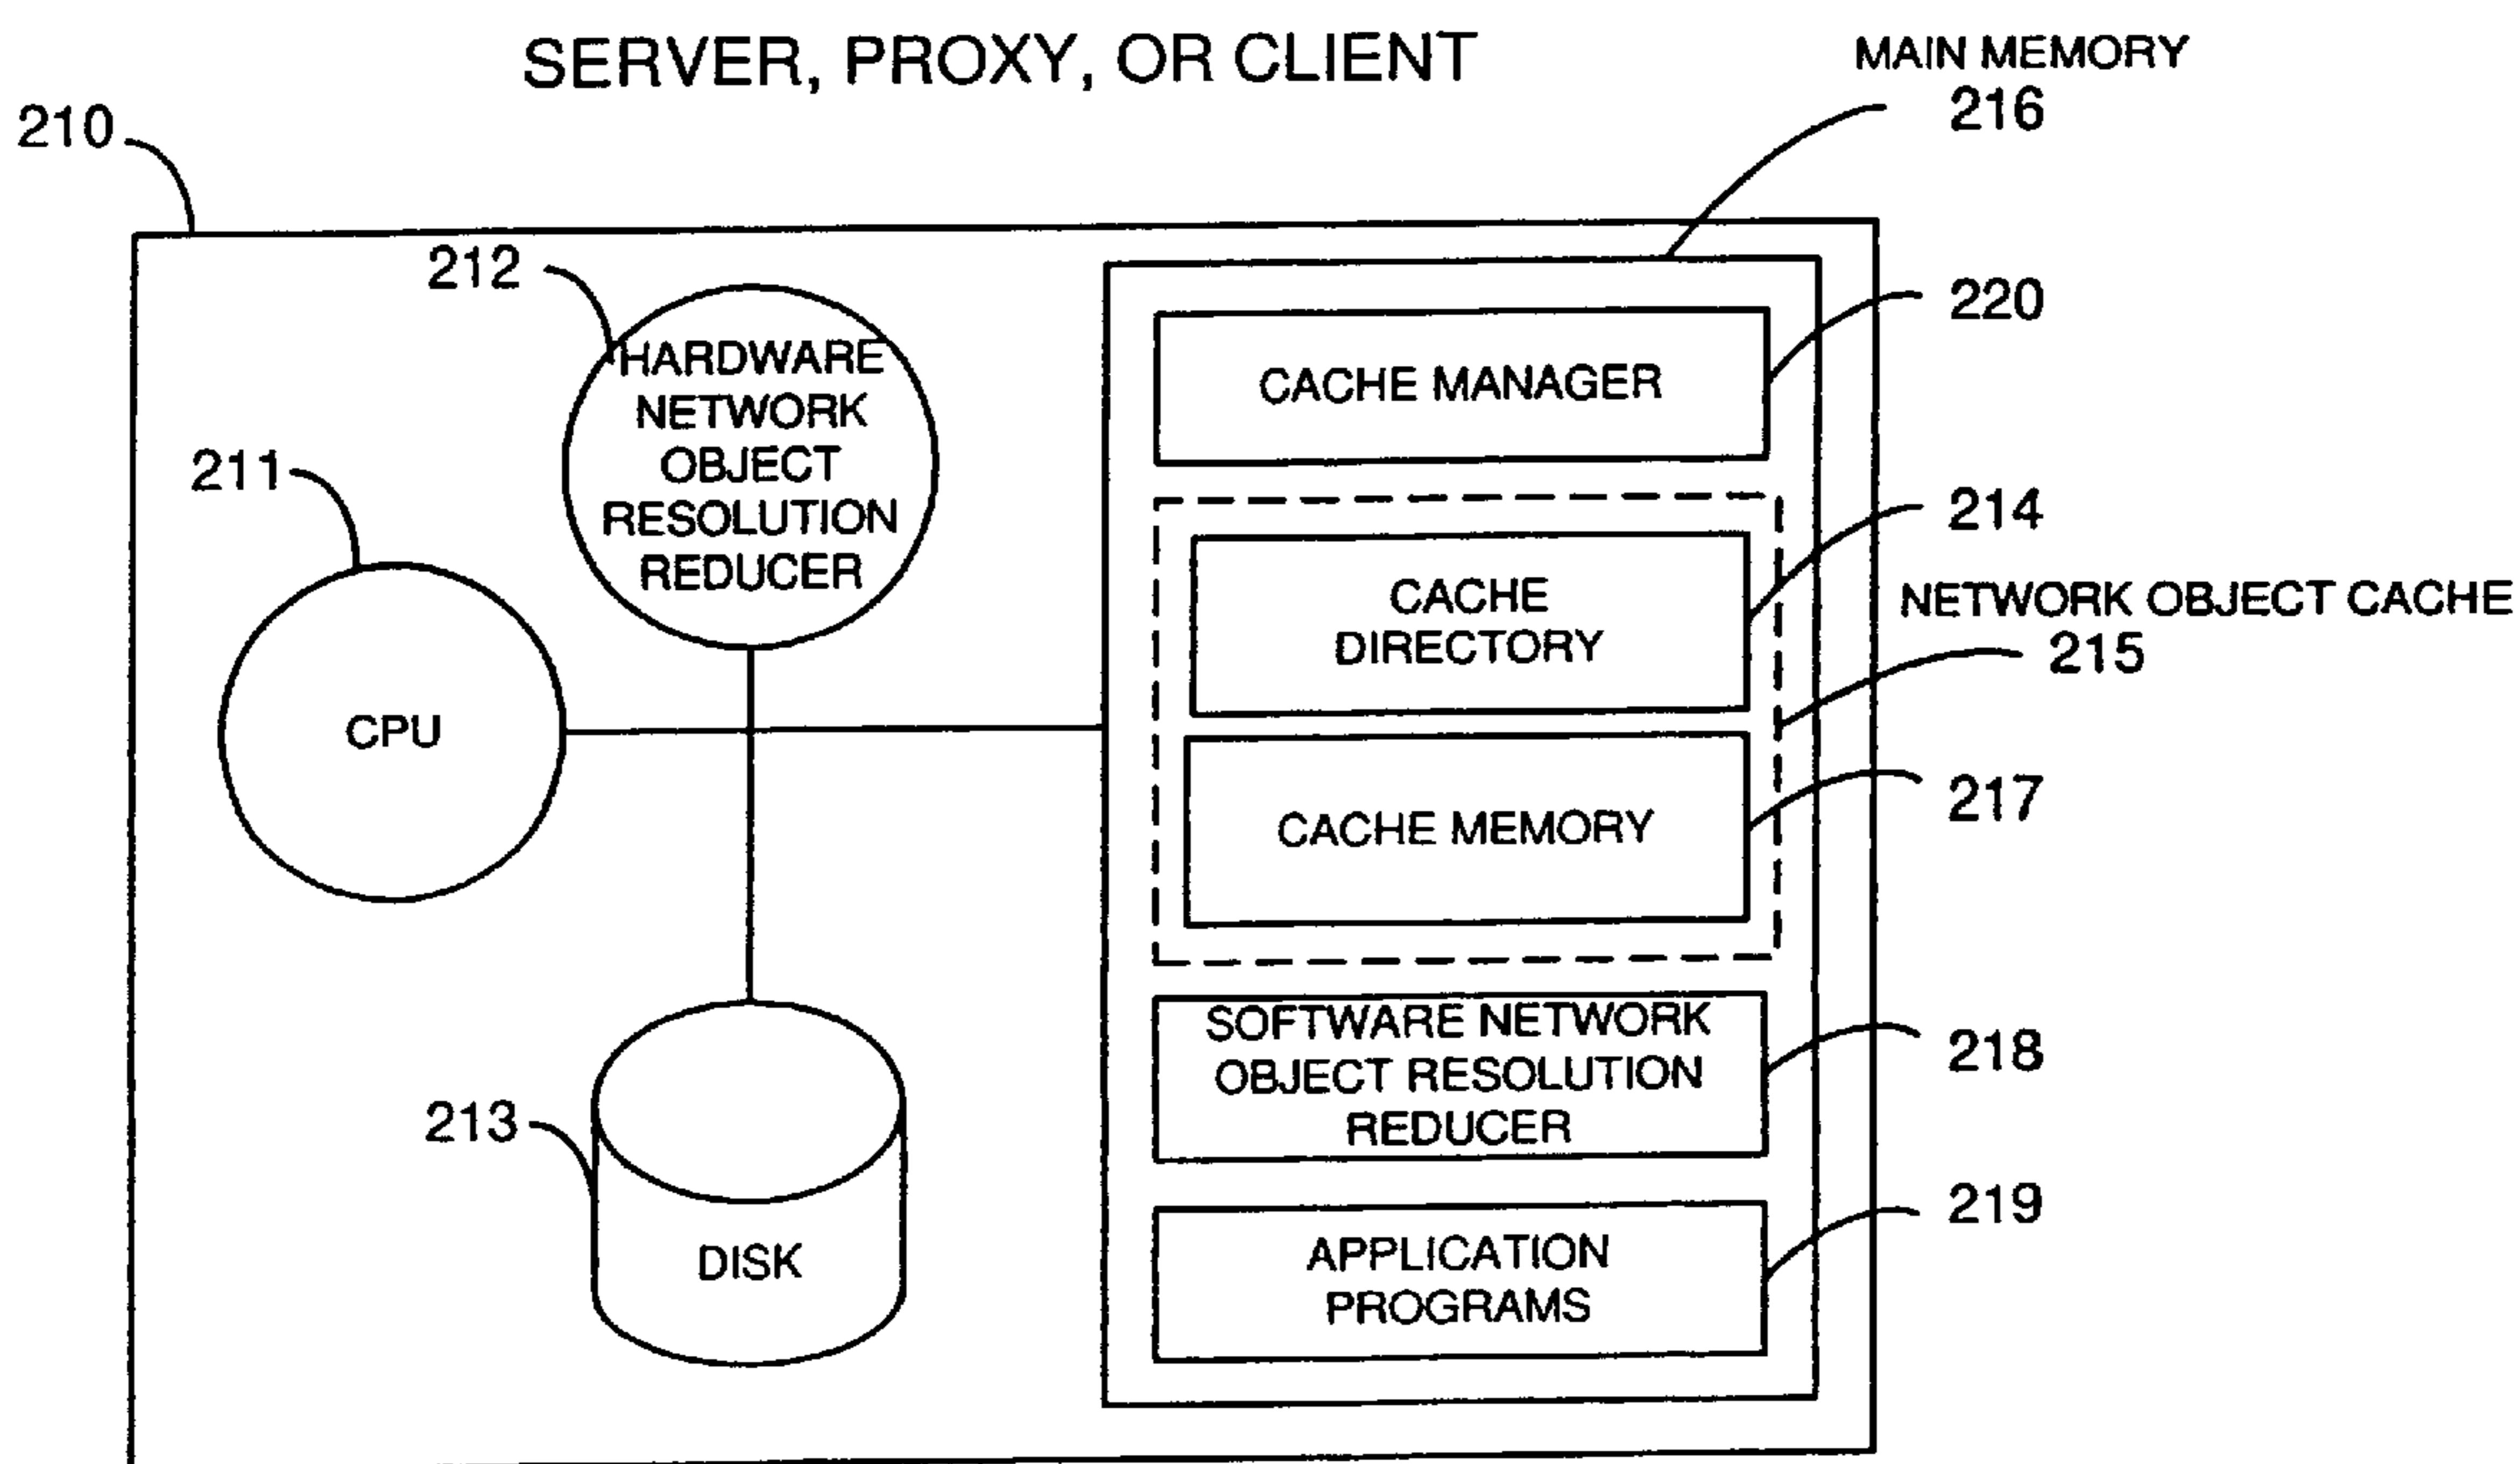 SERVER, PROXY, OR CLIENT
MAIN MEMORY
216
210
212
220
HARDWARE
NETWORK
OBJECT
RESOLUTION
REDUCER
CACHE MANAGER
211
214
CACHE
DIRECTORY
NETWORK OBJECT CACHE
215
CPU
217
CACHE MEMORY
SOFTWARE NETWORK
OBJECT RESOLUTION
REDUCER
218
213
219
DISK
APPLICATION
PROGRAMS